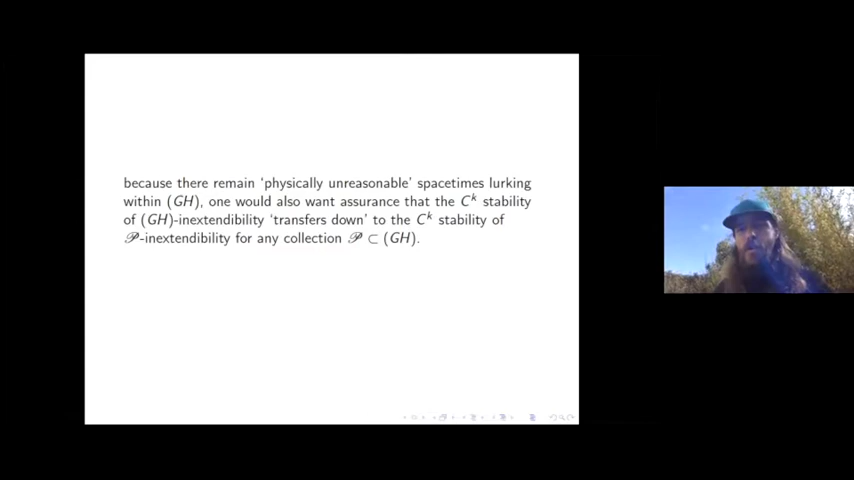 because there remain ‘physically unreasonable’ spacetimes lurking
within (GH), one would also want assurance that the C^k stability
of (GH)-inextendibility ‘transfers down’ to the C^k stability of
𝒫-inextendibility for any collection 𝒫 ⊂ (GH).